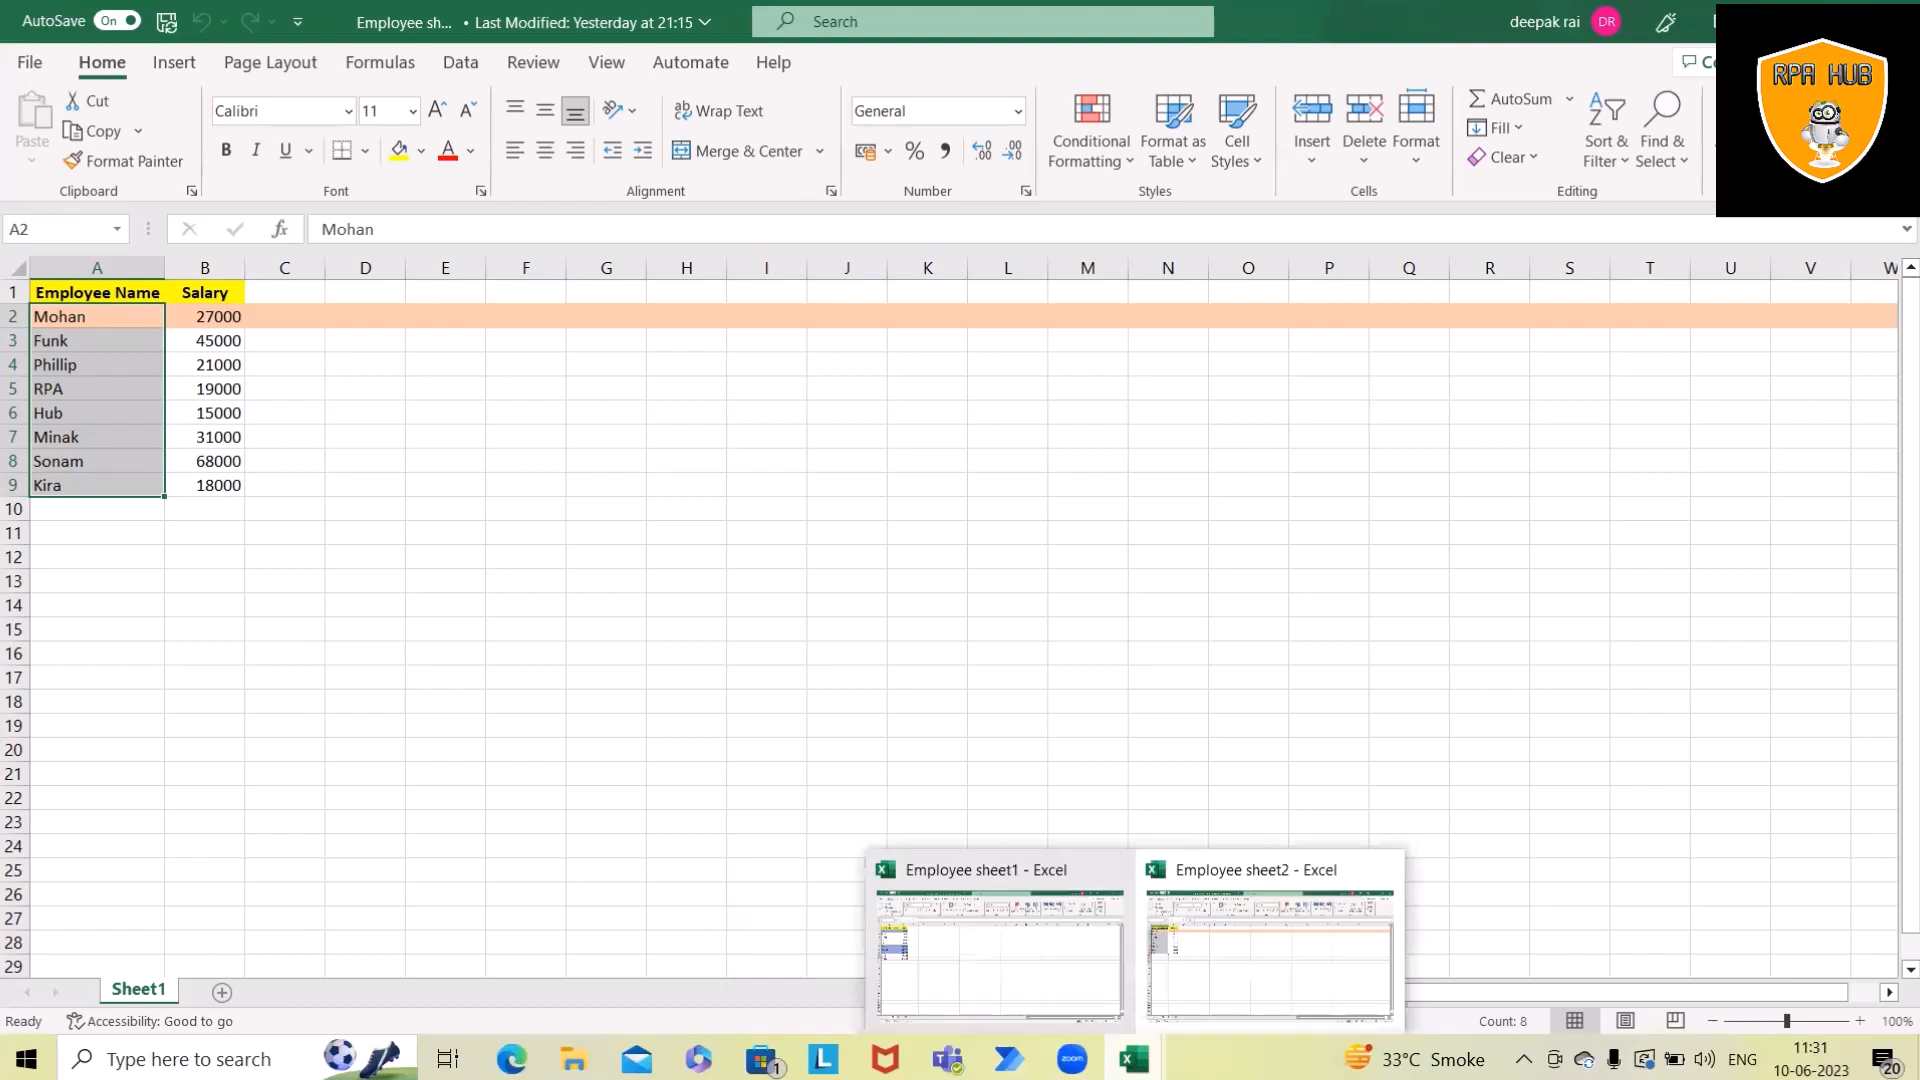 AutoSave On Employee sh... • Last Modified: Yesterday at 21:15 Search deepak rai DR
File Home Insert Page Layout Formulas Data Review View Automate Help
RPA HUB
Paste Cut
Copy
Format Painter
Clipboard
Calibri 11
B I U A
Font
Wrap Text
Merge & Center
Alignment
General
Number
Conditional Formatting
Format as Table
Cell Styles
Styles
Insert Delete Format
Cells
AutoSum
Fill
Clear
Sort & Filter
Find & Select
Editing
A2 fx Mohan
A B C D E F G H I J K L M N O P Q R S T U V W
1 Employee Name Salary
2 Mohan 27000
3 Funk 45000
4 Phillip 21000
5 RPA 19000
6 Hub 15000
7 Minak 31000
8 Sonam 68000
9 Kira 18000
10
11
12
13
14
15
16
17
18
19
20
21
22
23
24
25
26
27
28
29
Employee sheet1 - Excel
Employee sheet2 - Excel
Sheet1
Ready Accessibility: Good to go Count: 8 100%
Type here to search 1 L zoom 33°C Smoke ENG 11:31
10-06-2023 20